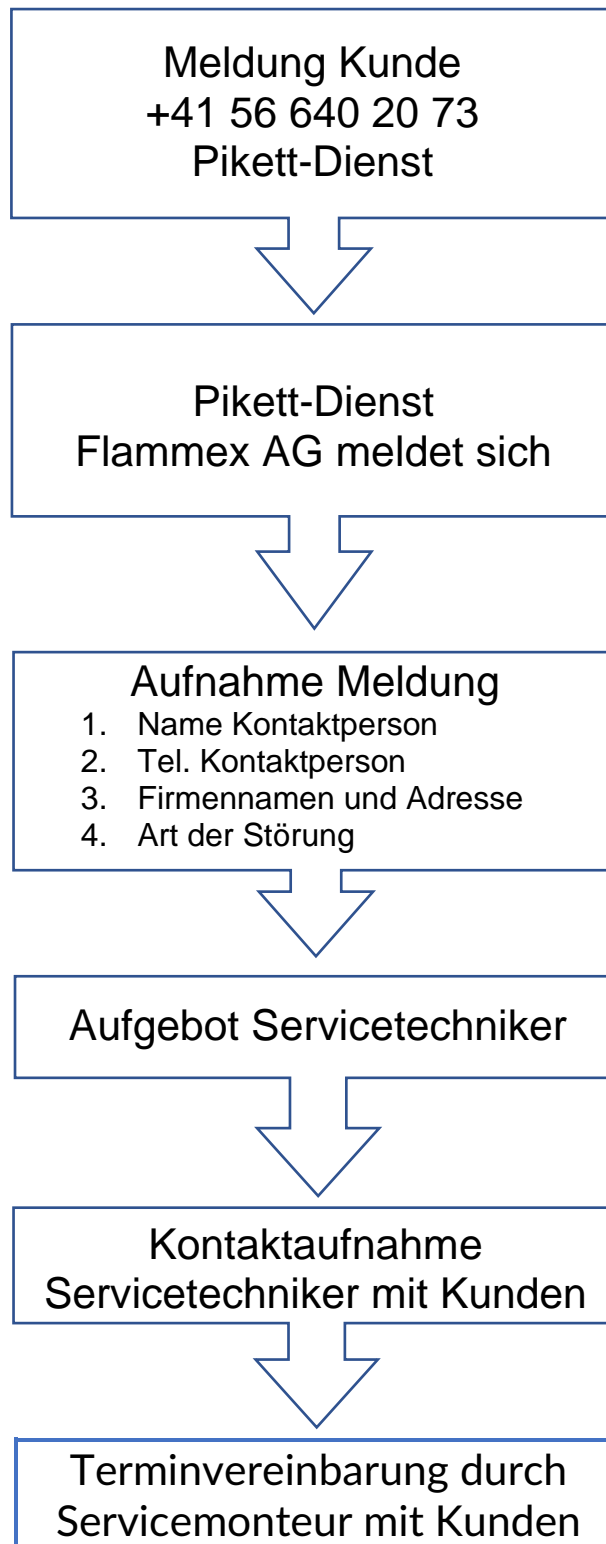 Meldung Kunde
+41 56 640 20 73
Pikett-Dienst
Pikett-Dienst
Flammex AG meldet sich
Aufnahme Meldung
1. Name Kontaktperson
2. Tel. Kontaktperson
3. Firmennamen und Adresse
4. Art der Störung
Aufgebot Servicetechniker
Kontaktaufnahme
Servicetechniker mit Kunden
Terminvereinbarung durch
Servicemonteur mit Kunden